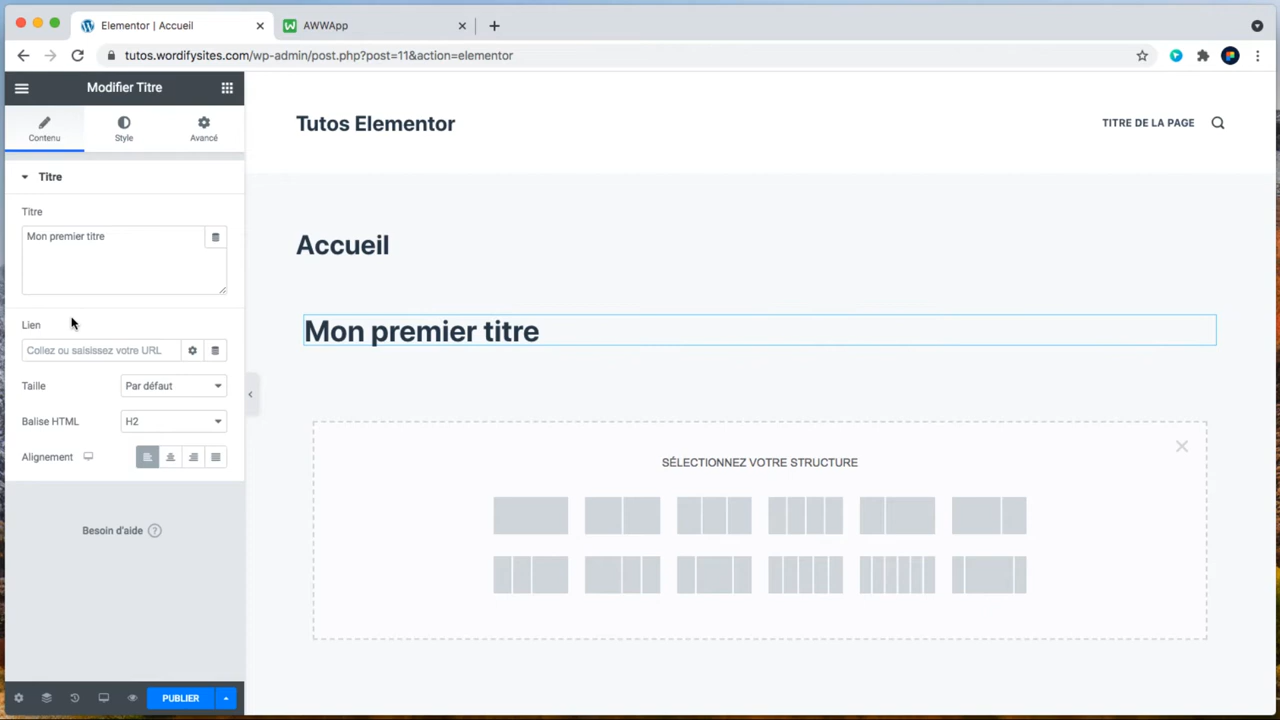 Elementor | Accueil
AWWApp
tutos.wordifysites.com/wp-admin/post.php?post=11&action=elementor
Modifier Titre
Contenu
Style
Avancé
Titre
Titre
Mon premier titre
Lien
Collez ou saisissez votre URL
Taille
Par défaut
Balise HTML
H2
Alignement
Besoin d'aide ?
PUBLIER
Tutos Elementor
TITRE DE LA PAGE
Accueil
Mon premier titre
SÉLECTIONNEZ VOTRE STRUCTURE